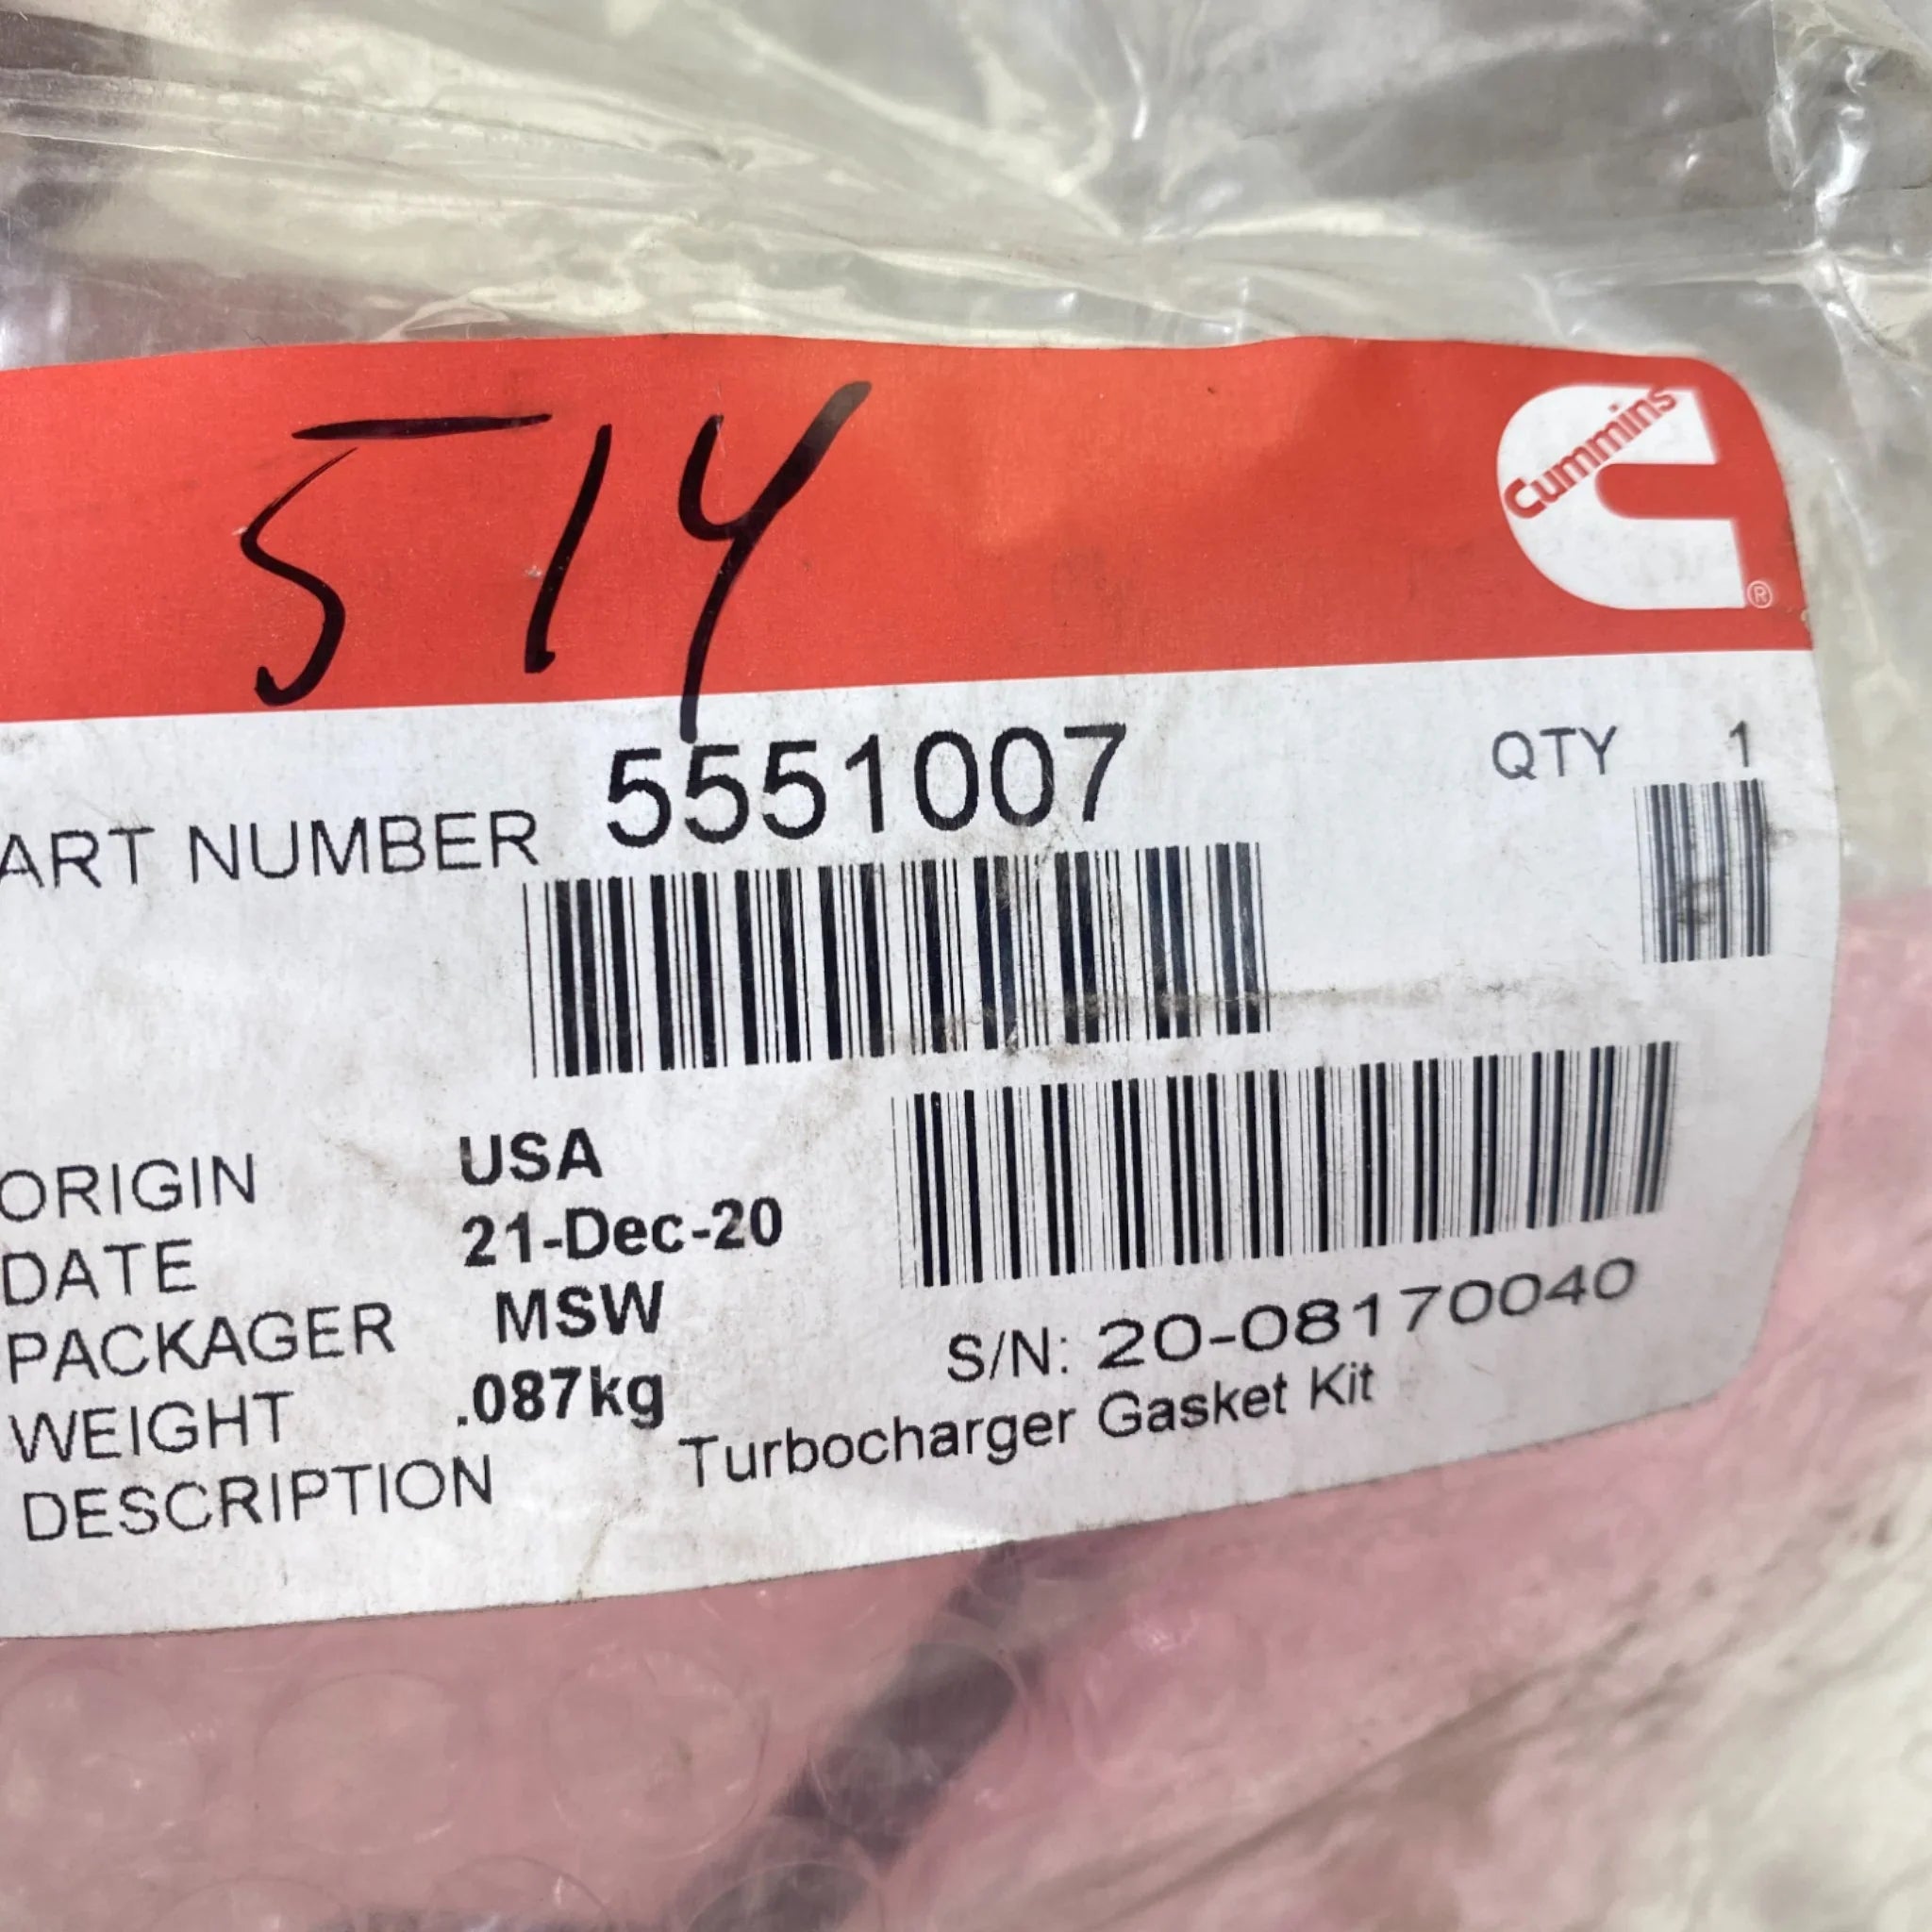 514
Cummins
®
ART NUMBER 5551007 QTY 1
ORIGIN USA
DATE 21-Dec-20
PACKAGER MSW
WEIGHT .087kg
S/N: 20-08170040
DESCRIPTION Turbocharger Gasket Kit